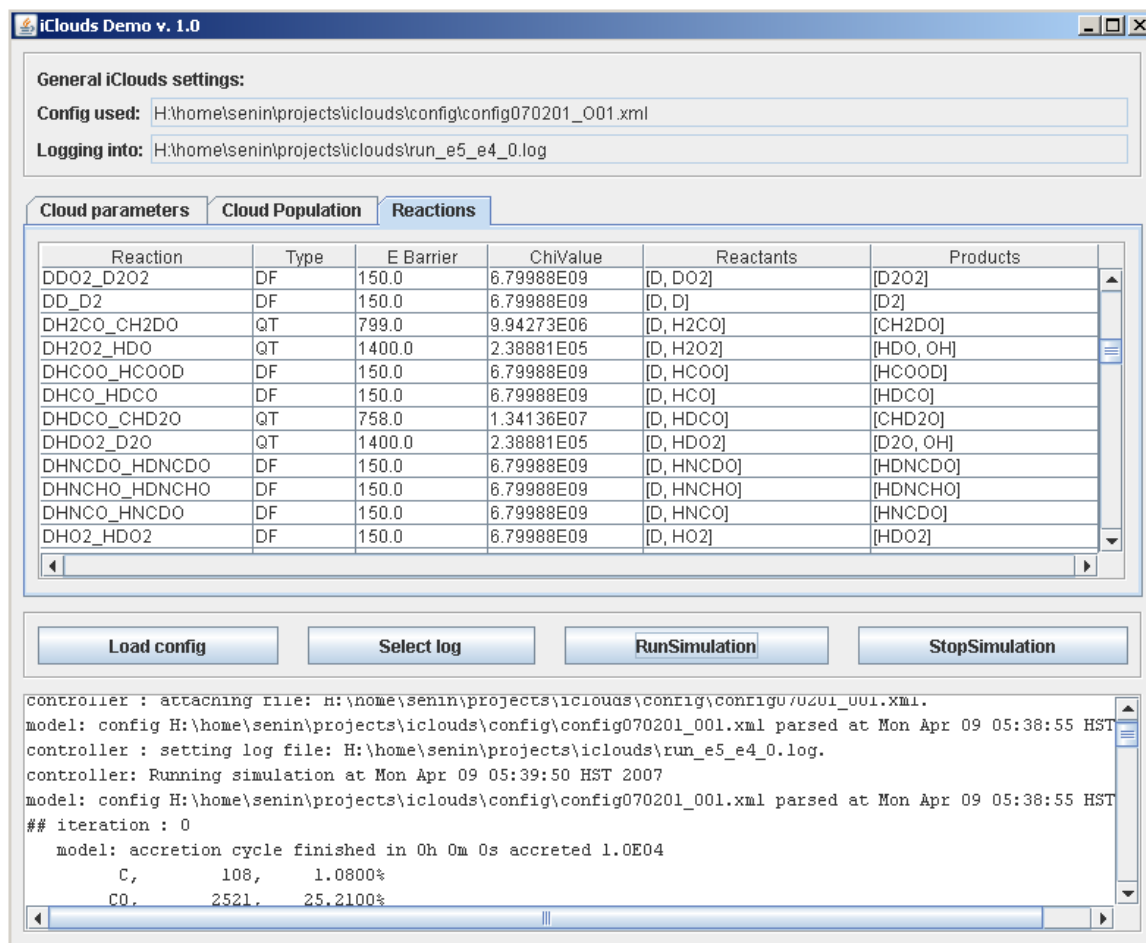 iClouds Demo v. 1.0
General iClouds settings:
Config used: H:\home\senin\projects\iclouds\config\config070201_O01.xml
Logging into: H:\home\senin\projects\iclouds\run_e5_e4_0.log
Cloud parameters Cloud Population Reactions
Reaction Type E Barrier ChiValue Reactants Products
DDO2_D2O2 DF 150.0 6.79988E09 [D, DO2] [D2O2]
DD_D2 DF 150.0 6.79988E09 [D, D] [D2]
DH2CO_CH2DO QT 799.0 9.94273E06 [D, H2CO] [CH2DO]
DH2O2_HDO QT 1400.0 2.38881E05 [D, H2O2] [HDO, OH]
DHCOO_HCOOD DF 150.0 6.79988E09 [D, HCOO] [HCOOD]
DHCO_HDCO DF 150.0 6.79988E09 [D, HCO] [HDCO]
DHDCO_CHD2O QT 758.0 1.34136E07 [D, HDCO] [CHD2O]
DHDO2_D2O QT 1400.0 2.38881E05 [D, HDO2] [D2O, OH]
DHNCDO_HDNCDO DF 150.0 6.79988E09 [D, HNCDO] [HDNCDO]
DHNCHO_HDNCHO DF 150.0 6.79988E09 [D, HNCHO] [HDNCHO]
DHNCO_HNCDO DF 150.0 6.79988E09 [D, HNCO] [HNCDO]
DHO2_HDO2 DF 150.0 6.79988E09 [D, HO2] [HDO2]
Load config Select log RunSimulation StopSimulation
controller : attaching file: H:\home\senin\projects\iclouds\config\config070201_O01.xml.
model: config H:\home\senin\projects\iclouds\config\config070201_O01.xml parsed at Mon Apr 09 05:38:55 HST
controller : setting log file: H:\home\senin\projects\iclouds\run_e5_e4_0.log.
controller: Running simulation at Mon Apr 09 05:39:50 HST 2007
model: config H:\home\senin\projects\iclouds\config\config070201_O01.xml parsed at Mon Apr 09 05:38:55 HST
## iteration : 0
model: accretion cycle finished in 0h 0m 0s accreted 1.0E04
C, 108, 1.0800%
CO, 2521, 25.2100%